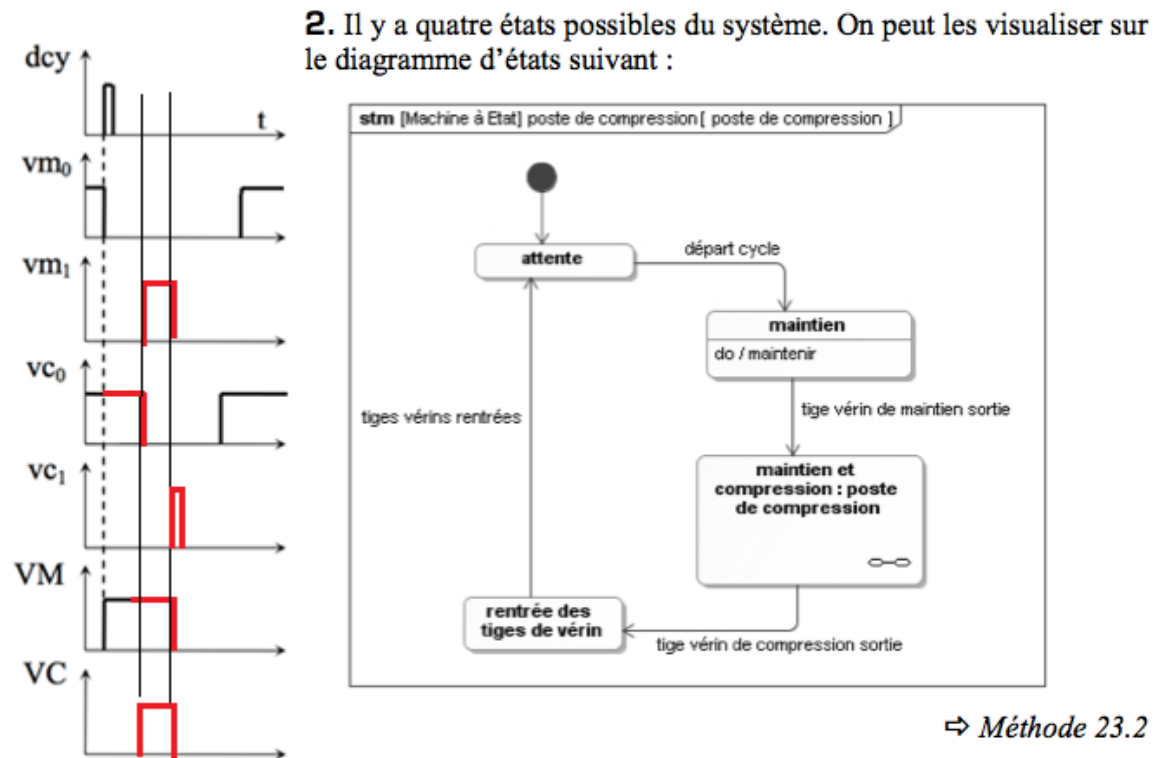 2. Il y a quatre états possibles du système. On peut les visualiser sur
le diagramme d'états suivant :
dcy
t
vm₀
vm₁
vc₀
vc₁
VM
VC
stm [Machine à Etat] poste de compression[ poste de compression ]
attente
départ cycle
maintien
do / maintenir
tiges vérins rentrées
tige vérin de maintien sortie
maintien et
compression : poste
de compression
rentrée des
tiges de vérin
tige vérin de compression sortie
⇨ Méthode 23.2